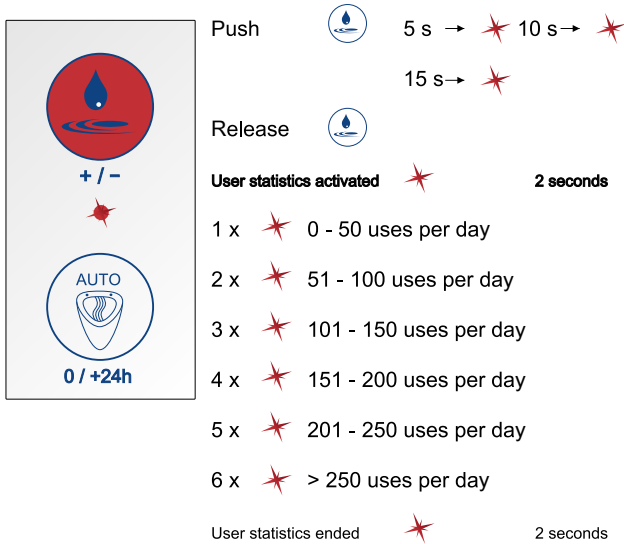 + / −
AUTO
0 / +24h
Push 5 s → 10 s →
15 s →
Release
User statistics activated 2 seconds
1 x 0 - 50 uses per day
2 x 51 - 100 uses per day
3 x 101 - 150 uses per day
4 x 151 - 200 uses per day
5 x 201 - 250 uses per day
6 x > 250 uses per day
User statistics ended 2 seconds